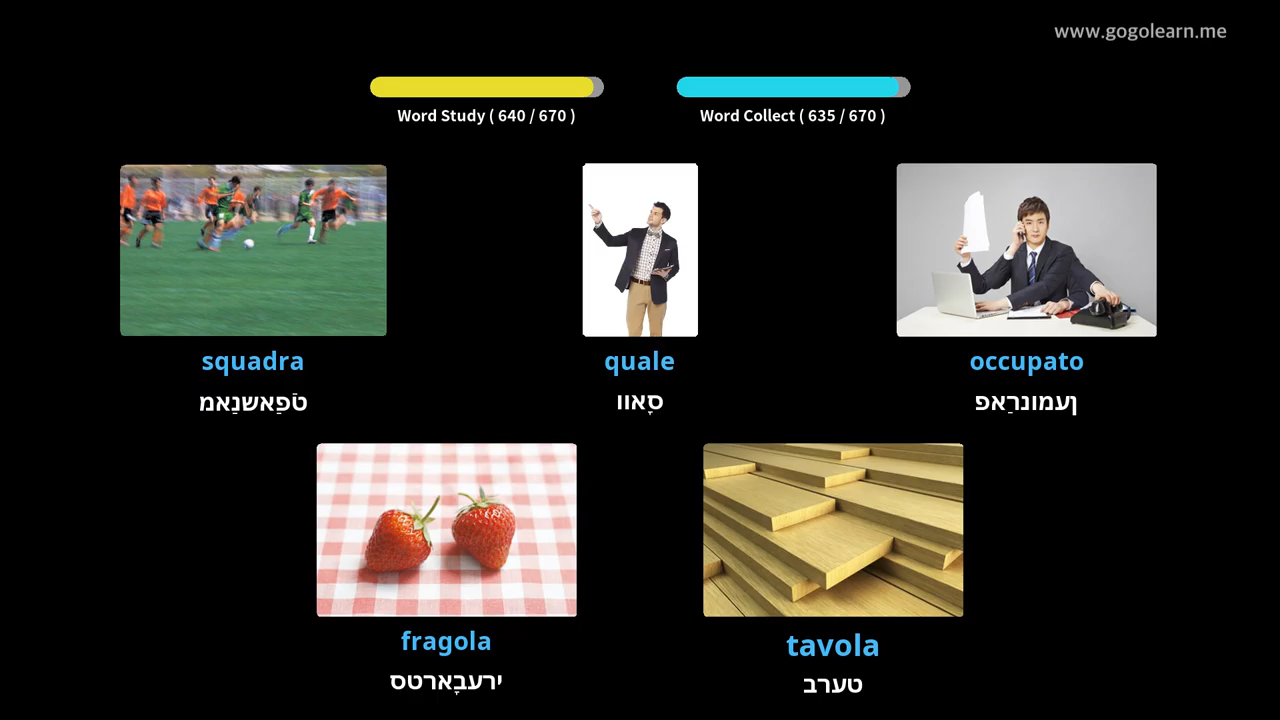 www.gogolearn.me
Word Study ( 640 / 670 )
Word Collect ( 635 / 670 )
squadra
טֿפַאשנַאמ
quale
סָאוו
occupato
ןעמונרַאפ
fragola
ירעבָארטס
tavola
טערב